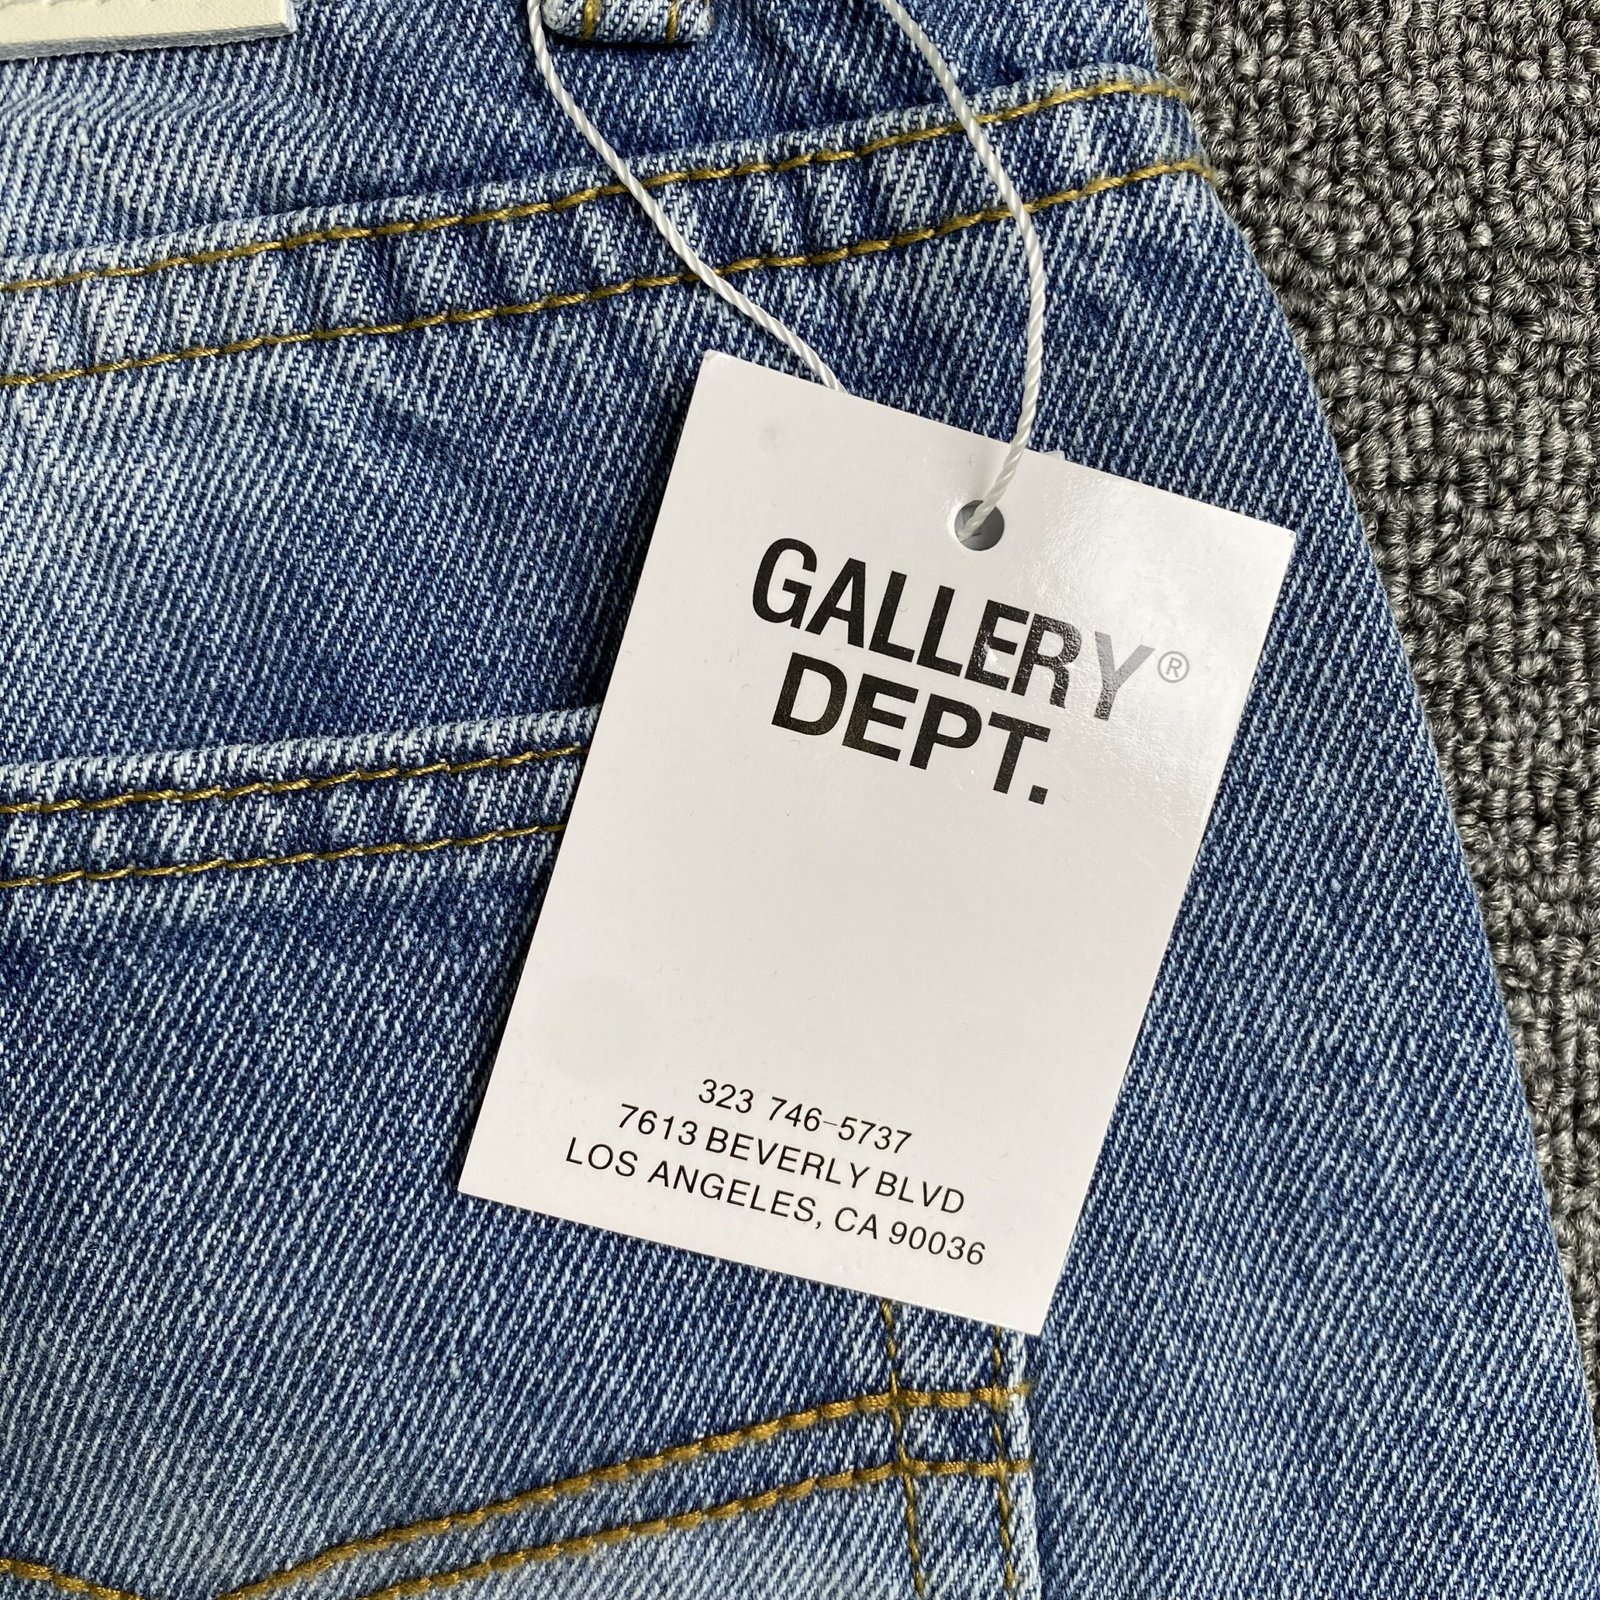 GALLERY®
DEPT.
323 746-5737
7613 BEVERLY BLVD
LOS ANGELES, CA 90036